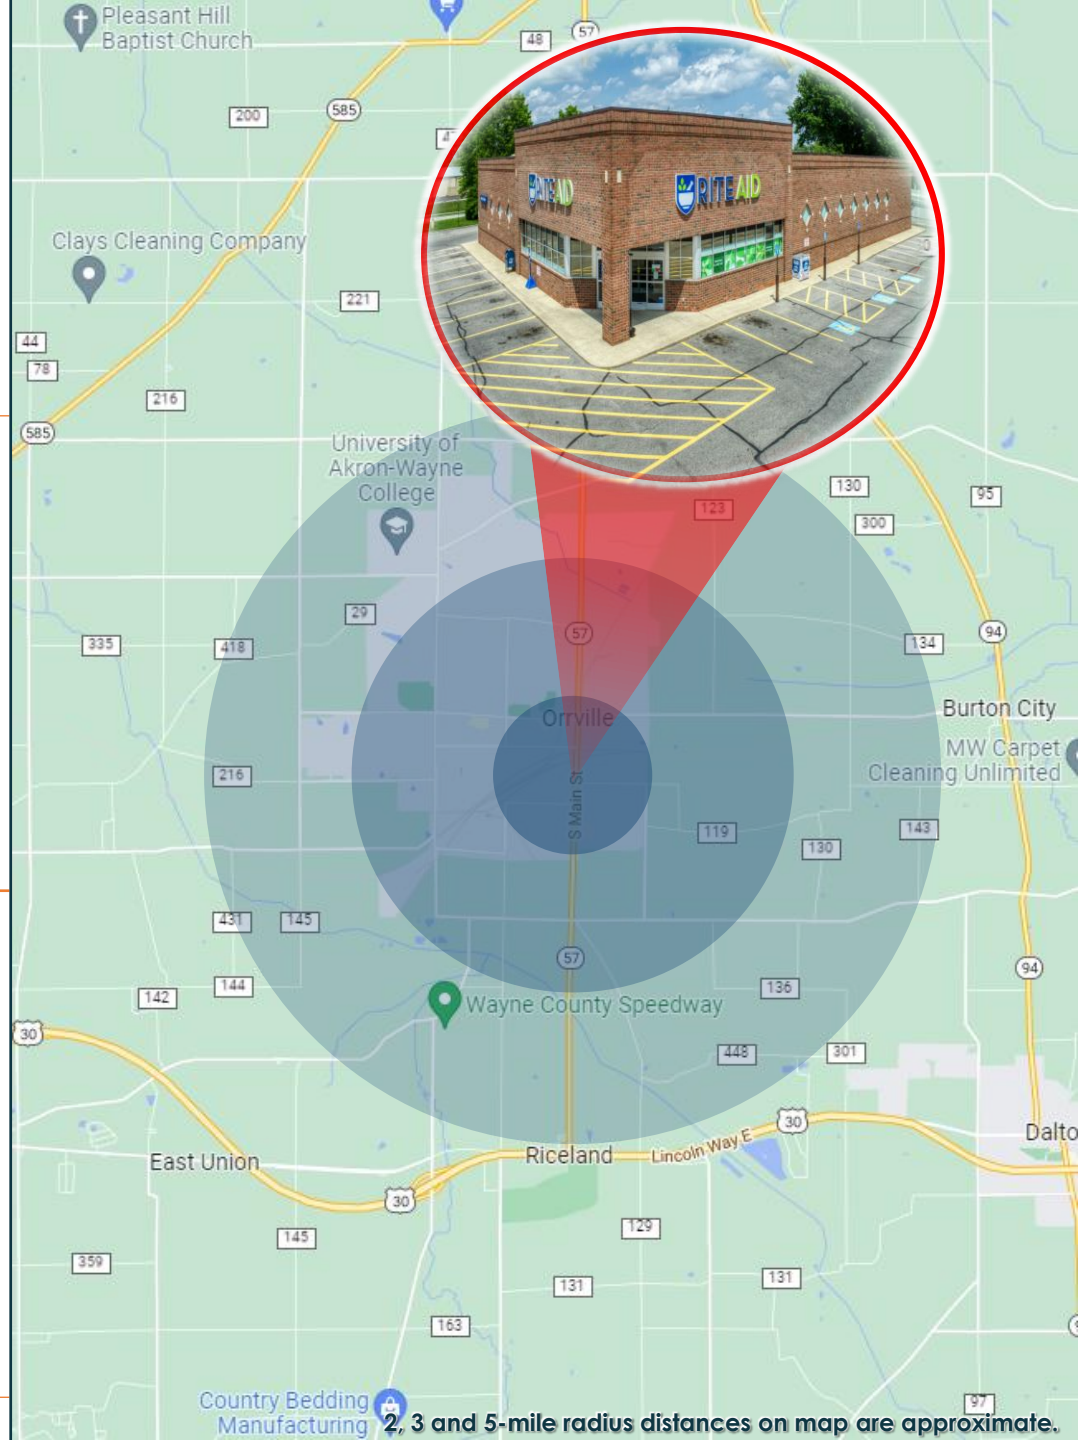 Pleasant Hill
Baptist Church
48
57
200
585
Clays Cleaning Company
RITE AID
RITE AID
221
44
78
216
585
University of
Akron-Wayne
College
130
95
123
300
29
57
94
335
418
134
Orrville
Burton City
MW Carpet
Cleaning Unlimited
216
S Main St
119
143
130
431
145
57
94
144
136
142
Wayne County Speedway
30
448
301
30
Dalto
East Union
Riceland
Lincoln Way E
30
129
145
359
131
131
163
97
Country Bedding
Manufacturing
2, 3 and 5-mile radius distances on map are approximate.